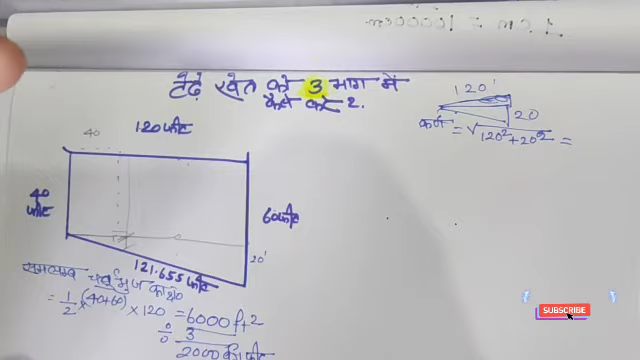 टेढ़े खेत को 3 भाग में
कैसे काटे ?
120'
20
कर्ण = √120²+20² =
40
120 फीट
40
फीट
60 फीट
20'
121.655 फीट
समलम्ब चतुर्भुज का क्षे०
= 1/2 × (40+60) × 120 = 6000 ft2
3
2000 वर्ग फीट
SUBSCRIBE